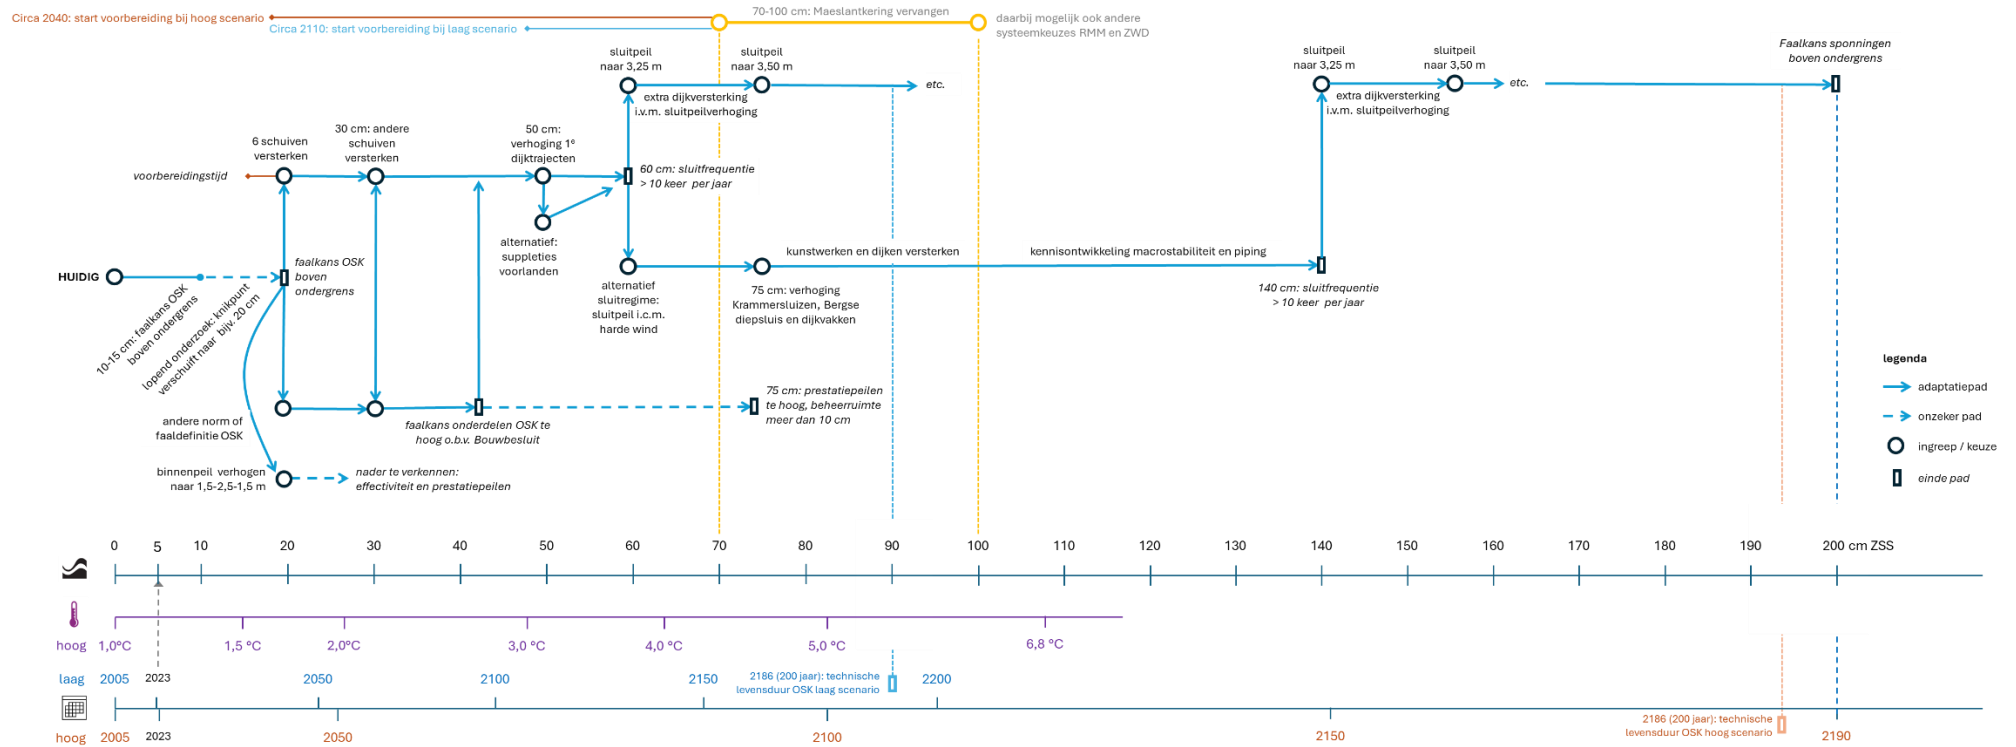 Circa 2040: start voorbereiding bij hoog scenario
Circa 2110: start voorbereiding bij laag scenario
70-100 cm: Maeslantkering vervangen
daarbij mogelijk ook andere
systeemkeuzes RMM en ZWD
sluitpeil
naar 3,25 m
sluitpeil
naar 3,50 m
etc.
extra dijkversterking
i.v.m. sluitpeilverhoging
sluitpeil
naar 3,25 m
sluitpeil
naar 3,50 m
etc.
extra dijkversterking
i.v.m. sluitpeilverhoging
Faalkans sponningen
boven ondergrens
6 schuiven
versterken
30 cm: andere
schuiven
versterken
50 cm:
verhoging 1e
dijktrajecten
voorbereidingstijd
60 cm: sluitfrequentie
> 10 keer per jaar
alternatief:
suppleties
voorlanden
HUIDIG
faalkans OSK
boven
ondergrens
10-15 cm: faalkans OSK
boven ondergrens
lopend onderzoek: knikpunt
verschuift naar bijv. 20 cm
alternatief
sluitregime:
sluitpeil i.c.m.
harde wind
kunstwerken en dijken versterken
kennisontwikkeling macrostabiliteit en piping
75 cm: verhoging
Krammersluizen, Bergse
diepsluis en dijkvakken
140 cm: sluitfrequentie
> 10 keer per jaar
andere norm of
faaldefinitie OSK
faalkans onderdelen OSK te
hoog o.b.v. Bouwbesluit
75 cm: prestatiepeilen
te hoog, beheerruimte
meer dan 10 cm
binnenpeil verhogen
naar 1,5-2,5-1,5 m
nader te verkennen:
effectiviteit en prestatiepeilen
legenda
adaptatiepad
onzeker pad
ingreep / keuze
einde pad
0 5 10 20 30 40 50 60 70 80 90 100 110 120 130 140 150 160 170 180 190 200 cm ZSS
hoog 1,0°C 1,5 °C 2,0°C 3,0 °C 4,0 °C 5,0 °C 6,8 °C
laag 2005 2023 2050 2100 2150 2200
2186 (200 jaar): technische
levensduur OSK laag scenario
hoog 2005 2023 2050 2100 2150 2190
2186 (200 jaar): technische
levensduur OSK hoog scenario